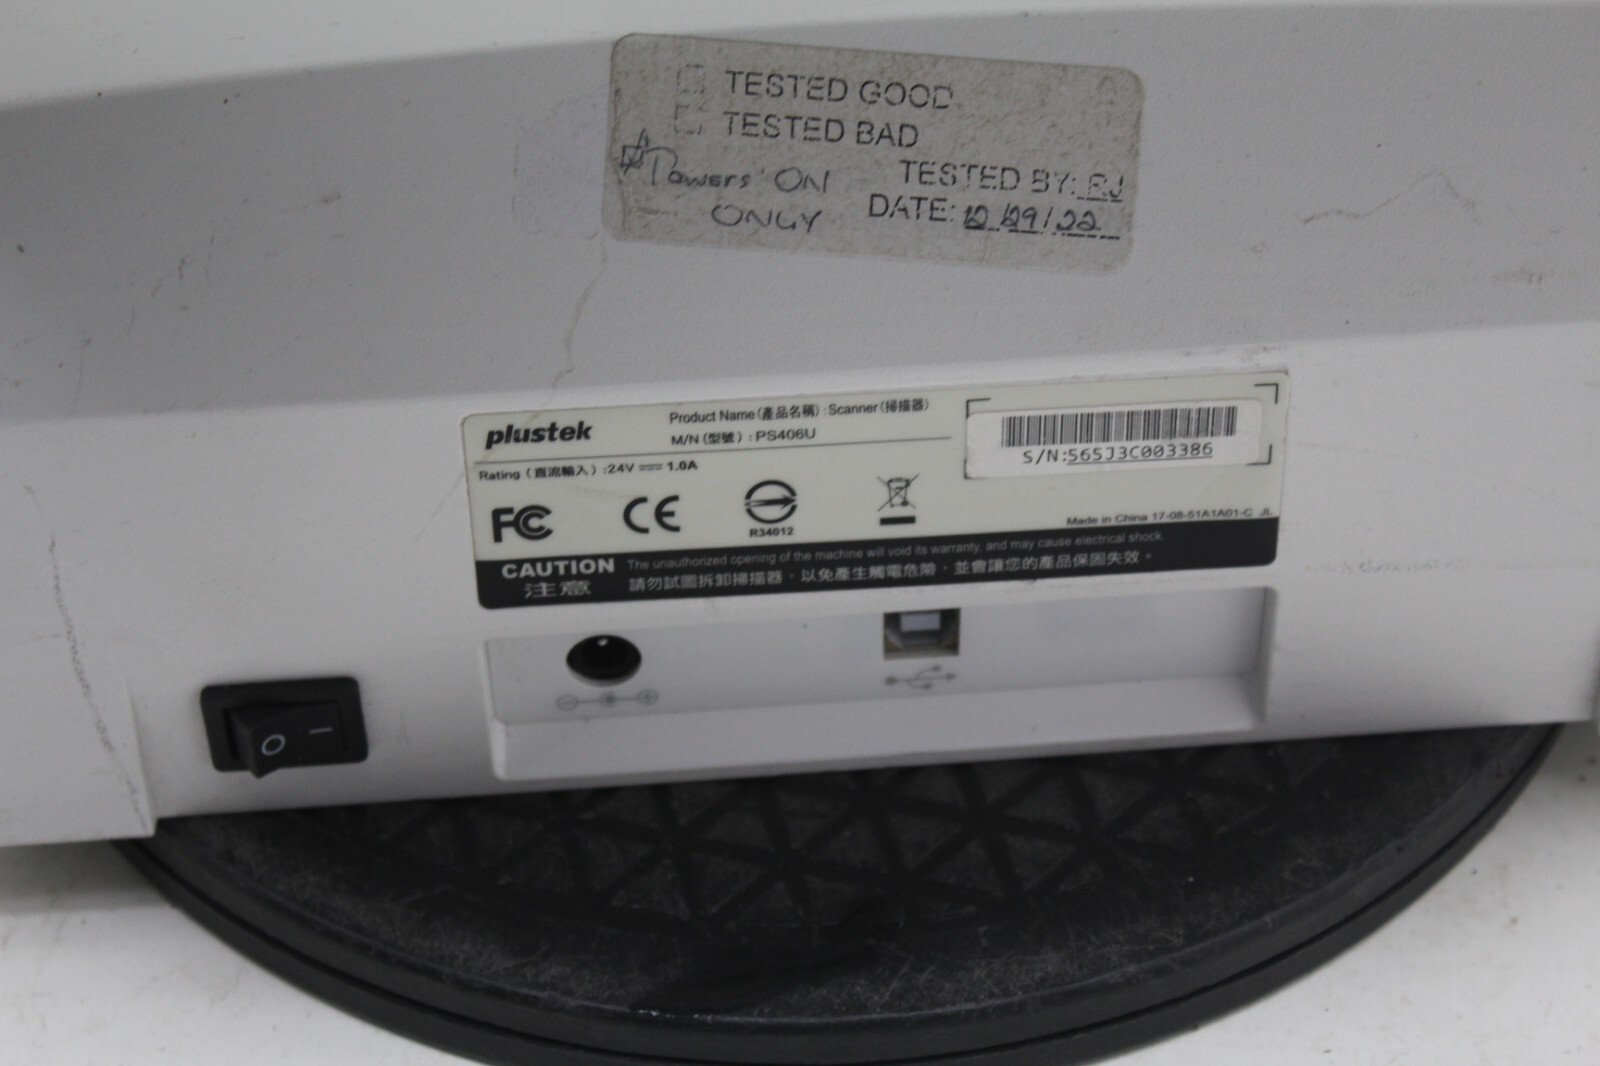 TESTED GOOD
TESTED BAD
Powers ON
ONLY
TESTED BY: RJ
DATE: 12/29/22
plustek
Product Name(產品名稱):Scanner(掃描器)
M/N(型號):PS406U
Rating(直流輸入):24V 1.0A
S/N:565J3C003386
FC CE
R34012
Made in China 17-08-51A1A01-C JL
CAUTION The unauthorized opening of the machine will void its warranty, and may cause electrical shock.
注意 請勿試圖拆卸掃描器,以免產生觸電危險,並會讓您的產品保固失效。
O I